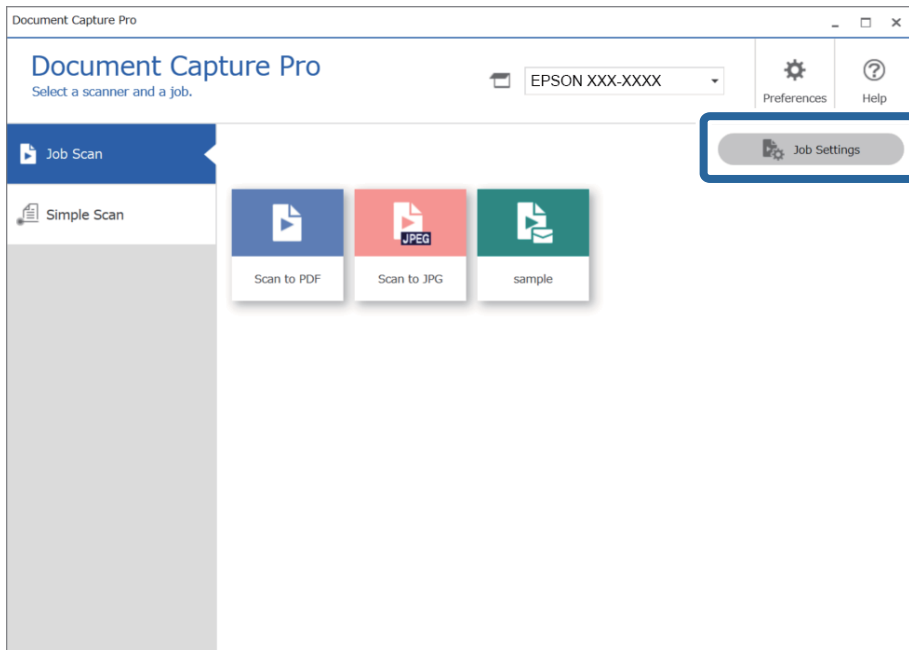 Document Capture Pro
Document Capture Pro
Select a scanner and a job.
EPSON XXX-XXXX
Preferences
Help
Job Scan
Job Settings
Simple Scan
JPEG
Scan to PDF
Scan to JPG
sample